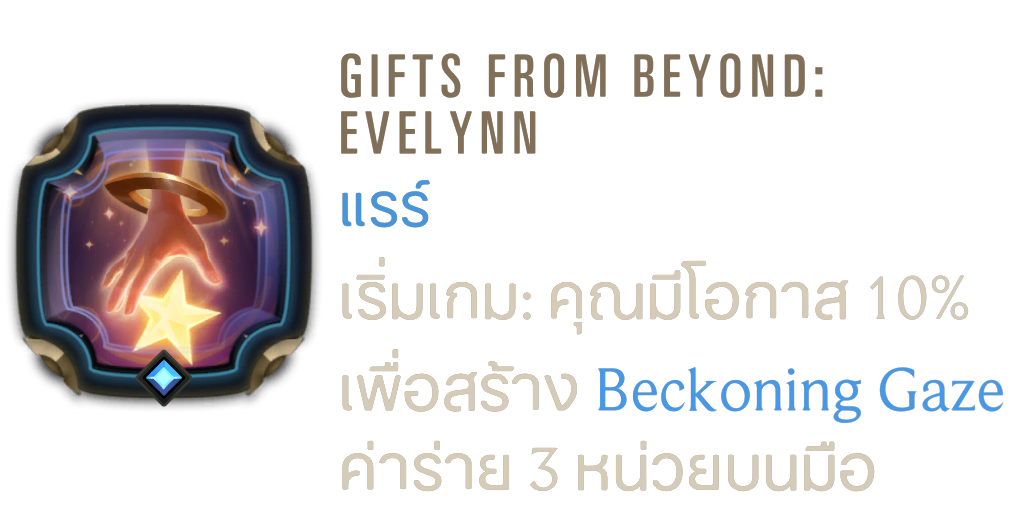 GIFTS FROM BEYOND:
EVELYNN
แรร์
เริ่มเกม: คุณมีโอกาส 10%
เพื่อสร้าง Beckoning Gaze
ค่าร่าย 3 หน่วยบนมือ